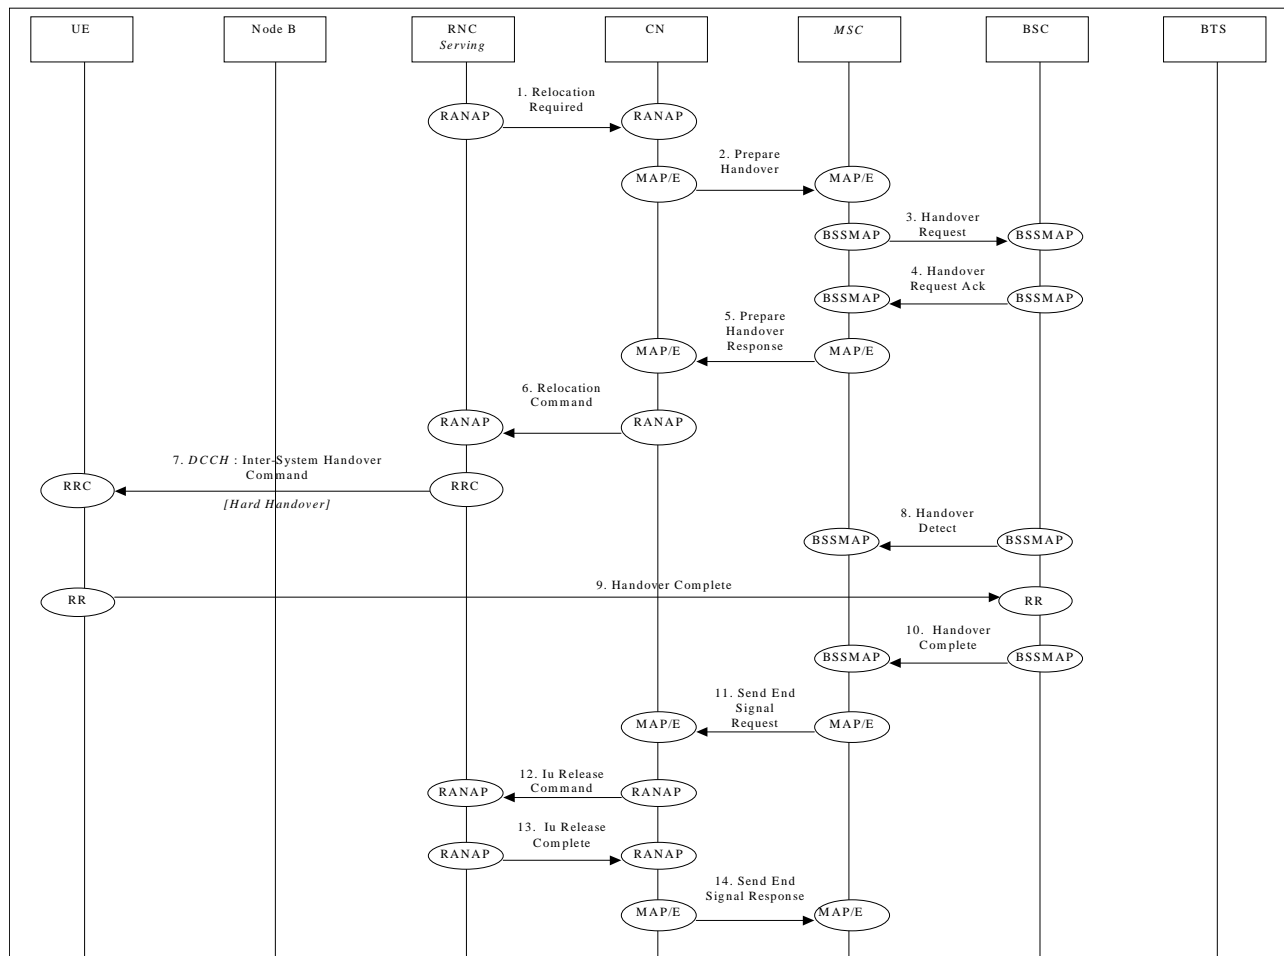 UE
Node B
RNC
Serving
CN
MSC
BSC
BTS
1. Relocation
Required
RANAP
RANAP
2. Prepare
Handover
MAP/E
MAP/E
3. Handover
Request
BSSMAP
BSSMAP
4. Handover
Request Ack
BSSMAP
BSSMAP
5. Prepare
Handover
Response
MAP/E
MAP/E
6. Relocation
Command
RANAP
RANAP
7. DCCH : Inter-System Handover
Command
RRC
RRC
[Hard Handover]
8. Handover
Detect
BSSMAP
BSSMAP
9. Handover Complete
RR
RR
10. Handover
Complete
BSSMAP
BSSMAP
11. Send End
Signal
Request
MAP/E
MAP/E
12. Iu Release
Command
RANAP
RANAP
13. Iu Release
Complete
RANAP
RANAP
14. Send End
Signal Response
MAP/E
MAP/E